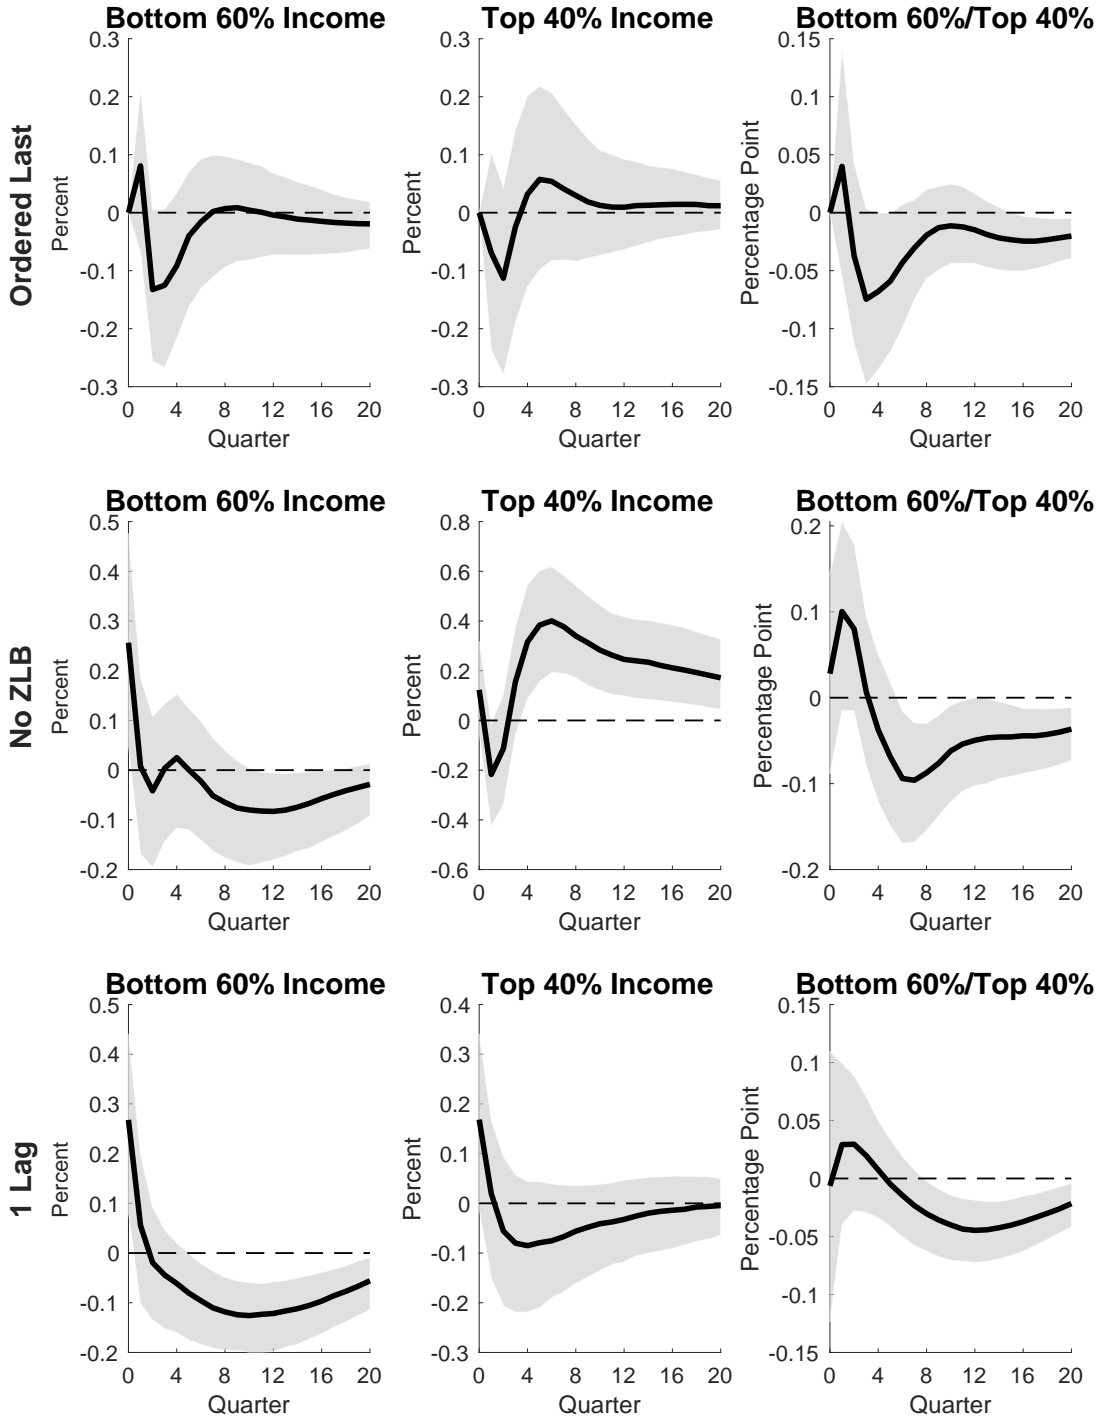 Bottom 60% Income
Top 40% Income
Bottom 60%/Top 40%
Ordered Last
Percent
0.3
0.2
0.1
0
-0.1
-0.2
-0.3
0 4 8 12 16 20
Quarter
Percent
0.3
0.2
0.1
0
-0.1
-0.2
-0.3
0 4 8 12 16 20
Quarter
Percentage Point
0.15
0.1
0.05
0
-0.05
-0.1
-0.15
0 4 8 12 16 20
Quarter
Bottom 60% Income
Top 40% Income
Bottom 60%/Top 40%
No ZLB
Percent
0.5
0.4
0.3
0.2
0.1
0
-0.1
-0.2
0 4 8 12 16 20
Quarter
Percent
0.8
0.6
0.4
0.2
0
-0.2
-0.4
-0.6
0 4 8 12 16 20
Quarter
Percentage Point
0.2
0.1
0
-0.1
-0.2
0 4 8 12 16 20
Quarter
Bottom 60% Income
Top 40% Income
Bottom 60%/Top 40%
1 Lag
Percent
0.5
0.4
0.3
0.2
0.1
0
-0.1
-0.2
0 4 8 12 16 20
Quarter
Percent
0.4
0.3
0.2
0.1
0
-0.1
-0.2
-0.3
0 4 8 12 16 20
Quarter
Percentage Point
0.15
0.1
0.05
0
-0.05
-0.1
-0.15
0 4 8 12 16 20
Quarter